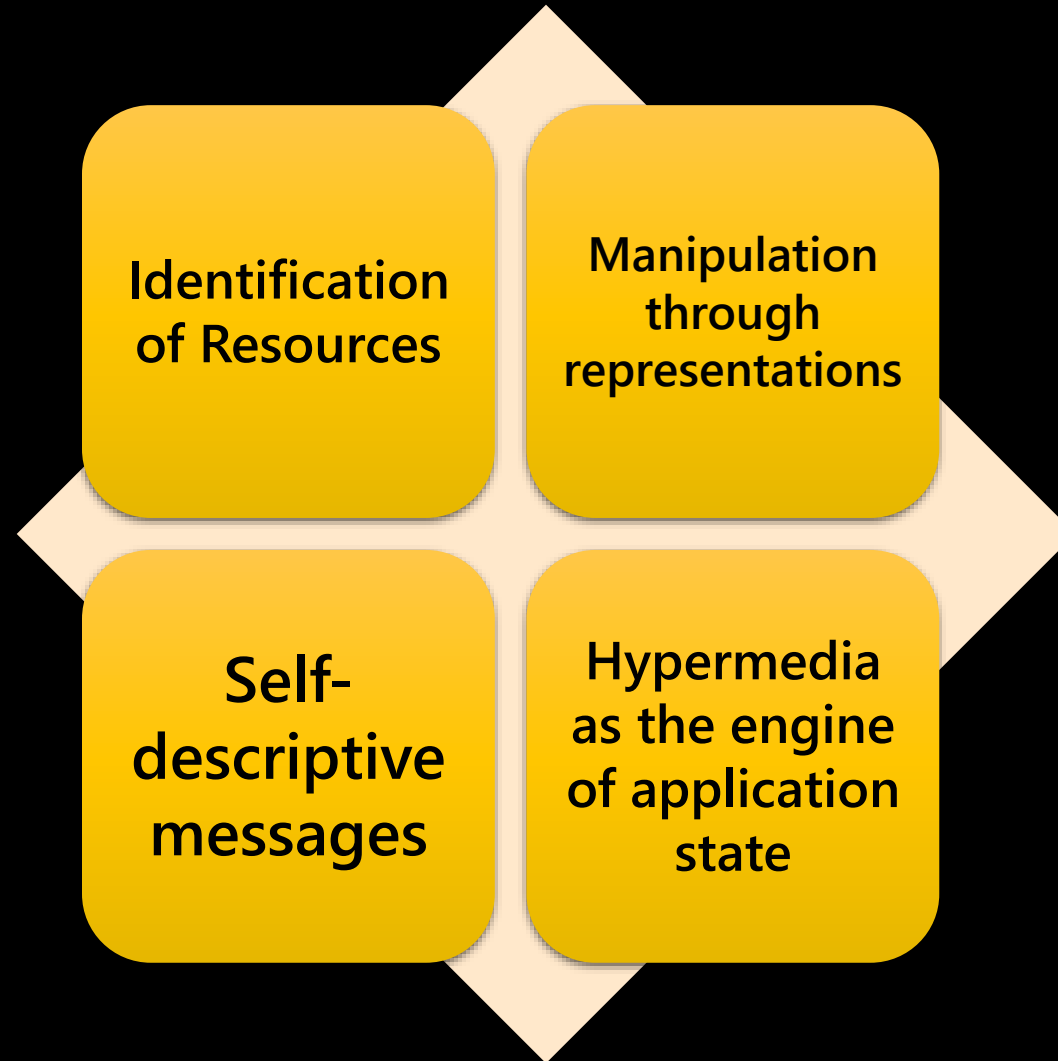 Identification
of Resources
Manipulation
through
representations
Self-
descriptive
messages
Hypermedia
as the engine
of application
state